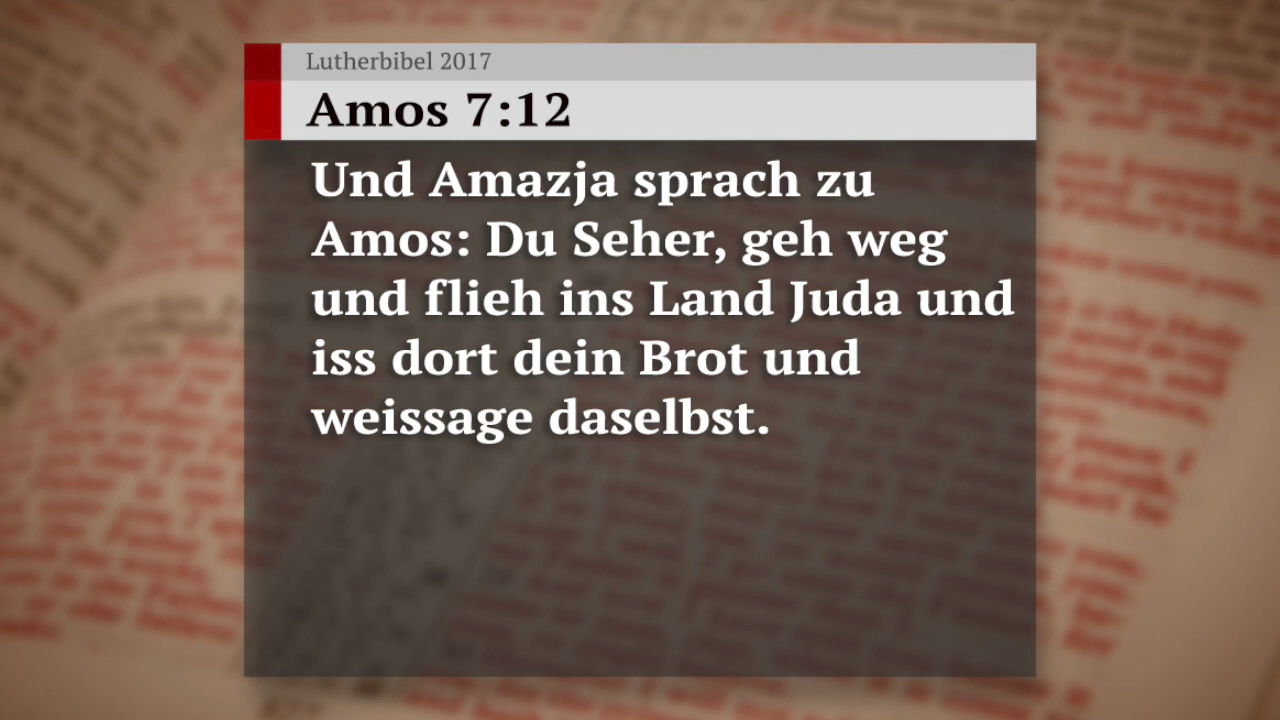 Lutherbibel 2017
Amos 7:12
Und Amazja sprach zu
Amos: Du Seher, geh weg
und flieh ins Land Juda und
iss dort dein Brot und
weissage daselbst.